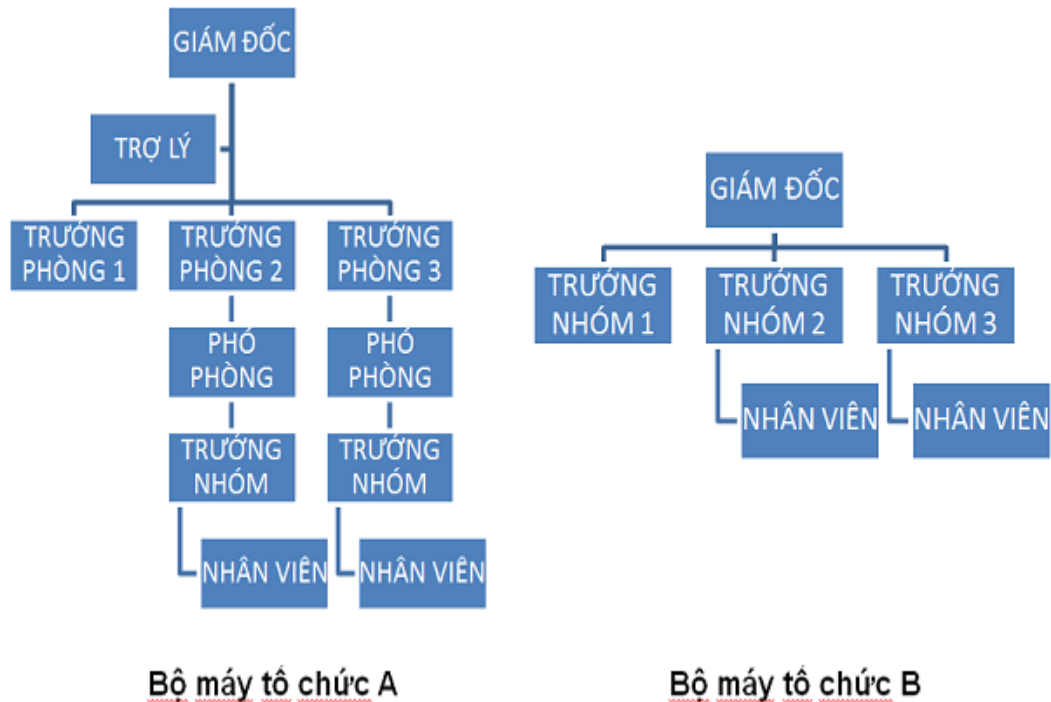 GIÁM ĐỐC
TRỢ LÝ
TRƯỞNG
PHÒNG 1
TRƯỞNG
PHÒNG 2
TRƯỞNG
PHÒNG 3
PHÓ
PHÒNG
PHÓ
PHÒNG
TRƯỞNG
NHÓM
TRƯỞNG
NHÓM
NHÂN VIÊN
NHÂN VIÊN
Bộ máy tổ chức A
GIÁM ĐỐC
TRƯỞNG
NHÓM 1
TRƯỞNG
NHÓM 2
TRƯỞNG
NHÓM 3
NHÂN VIÊN
NHÂN VIÊN
Bộ máy tổ chức B